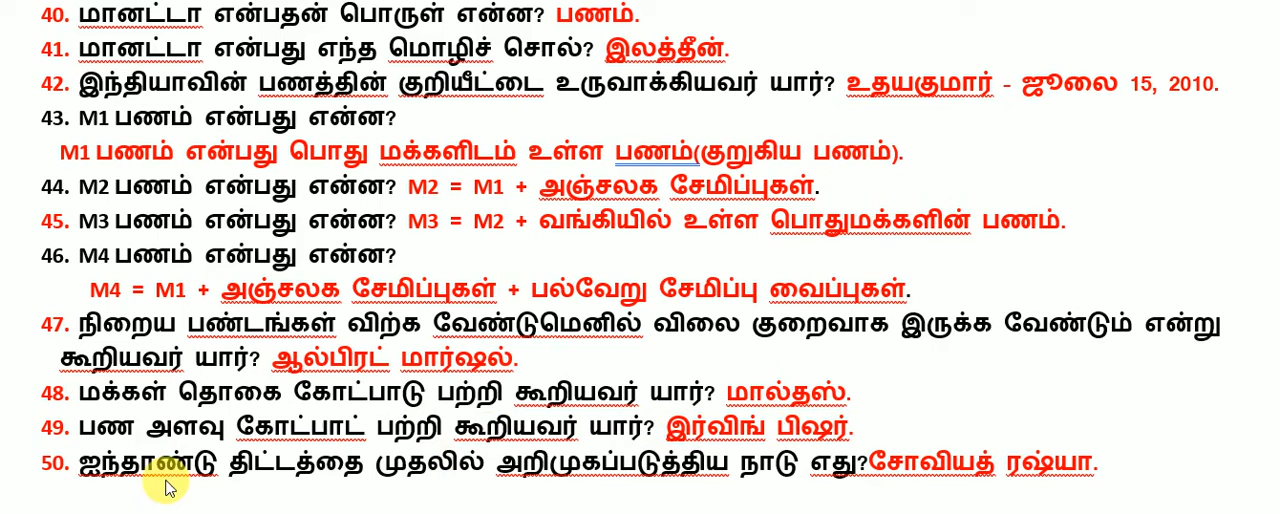 40. மானட்டா என்பதன் பொருள் என்ன? பணம்.
41. மானட்டா என்பது எந்த மொழிச் சொல்? இலத்தீன்.
42. இந்தியாவின் பணத்தின் குறியீட்டை உருவாக்கியவர் யார்? உதயகுமார் - ஜூலை 15, 2010.
43. M1 பணம் என்பது என்ன?
M1 பணம் என்பது பொது மக்களிடம் உள்ள பணம்(குறுகிய பணம்).
44. M2 பணம் என்பது என்ன? M2 = M1 + அஞ்சலக சேமிப்புகள்.
45. M3 பணம் என்பது என்ன? M3 = M2 + வங்கியில் உள்ள பொதுமக்களின் பணம்.
46. M4 பணம் என்பது என்ன?
M4 = M1 + அஞ்சலக சேமிப்புகள் + பல்வேறு சேமிப்பு வைப்புகள்.
47. நிறைய பண்டங்கள் விற்க வேண்டுமெனில் விலை குறைவாக இருக்க வேண்டும் என்று
கூறியவர் யார்? ஆல்பிரட் மார்ஷல்.
48. மக்கள் தொகை கோட்பாடு பற்றி கூறியவர் யார்? மால்தஸ்.
49. பண அளவு கோட்பாட் பற்றி கூறியவர் யார்? இர்விங் பிஷர்.
50. ஐந்தாண்டு திட்டத்தை முதலில் அறிமுகப்படுத்திய நாடு எது?சோவியத் ரஷ்யா.